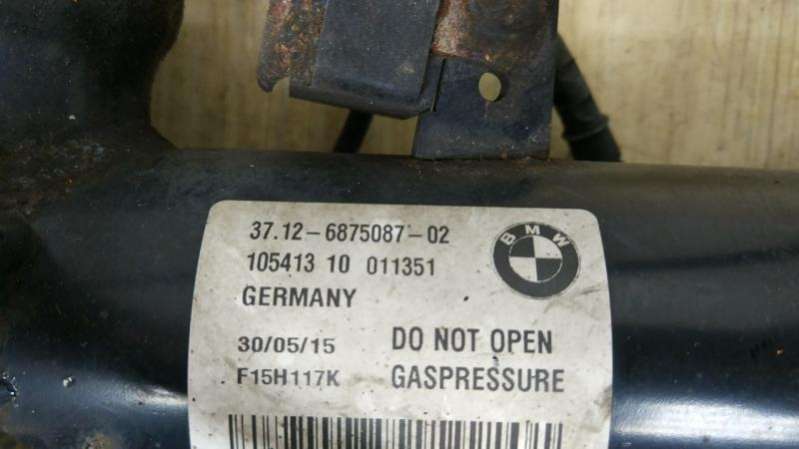 37.12-6875087-02
BMW
105413 10 011351
GERMANY
30/05/15 DO NOT OPEN
F15H117K GASPRESSURE